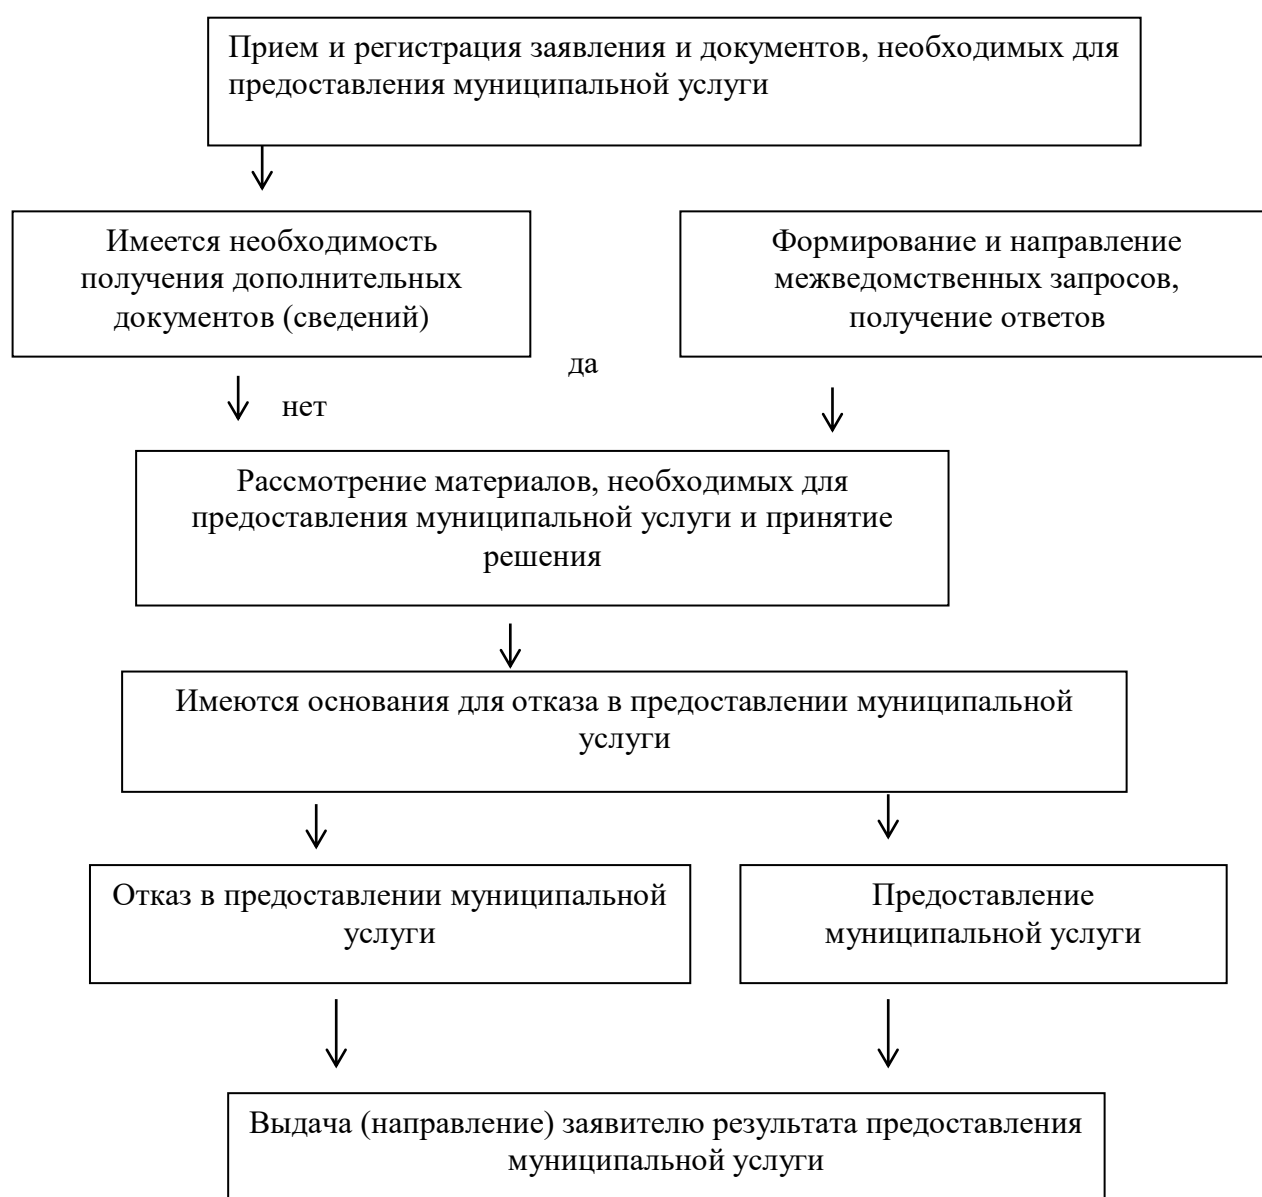 Прием и регистрация заявления и документов, необходимых для
предоставления муниципальной услуги
Имеется необходимость
получения дополнительных
документов (сведений)
Формирование и направление
межведомственных запросов,
получение ответов
да
нет
Рассмотрение материалов, необходимых для
предоставления муниципальной услуги и принятие
решения
Имеются основания для отказа в предоставлении муниципальной
услуги
Отказ в предоставлении муниципальной
услуги
Предоставление
муниципальной услуги
Выдача (направление) заявителю результата предоставления
муниципальной услуги